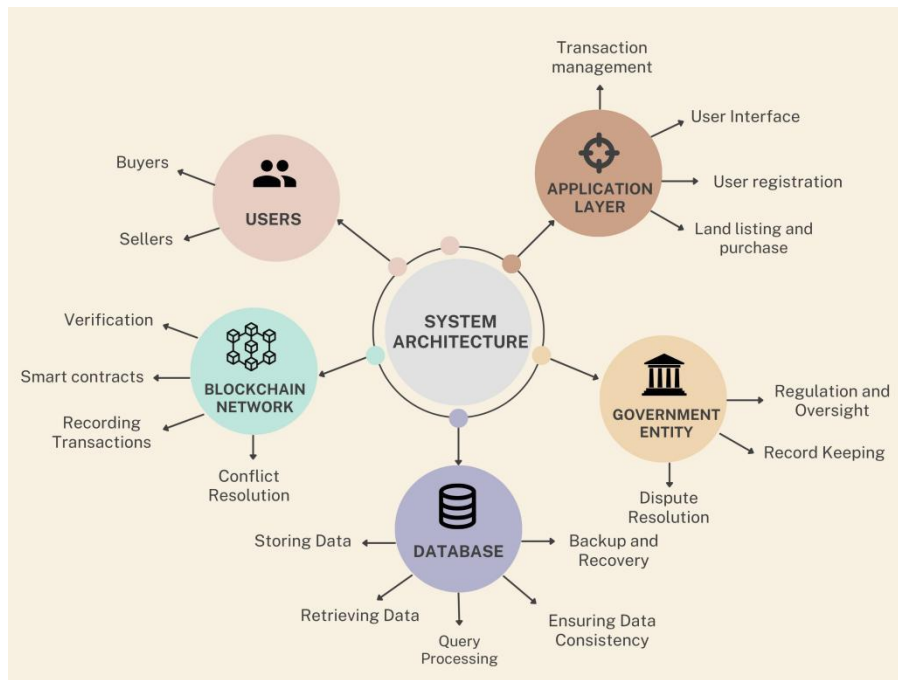 Transaction
management
User Interface
User registration
Land listing and
purchase
APPLICATION
LAYER
Buyers
Sellers
USERS
SYSTEM
ARCHITECTURE
Verification
Smart contracts
Recording
Transactions
Conflict
Resolution
BLOCKCHAIN
NETWORK
GOVERNMENT
ENTITY
Regulation and
Oversight
Record Keeping
Dispute
Resolution
DATABASE
Storing Data
Retrieving Data
Query
Processing
Ensuring Data
Consistency
Backup and
Recovery